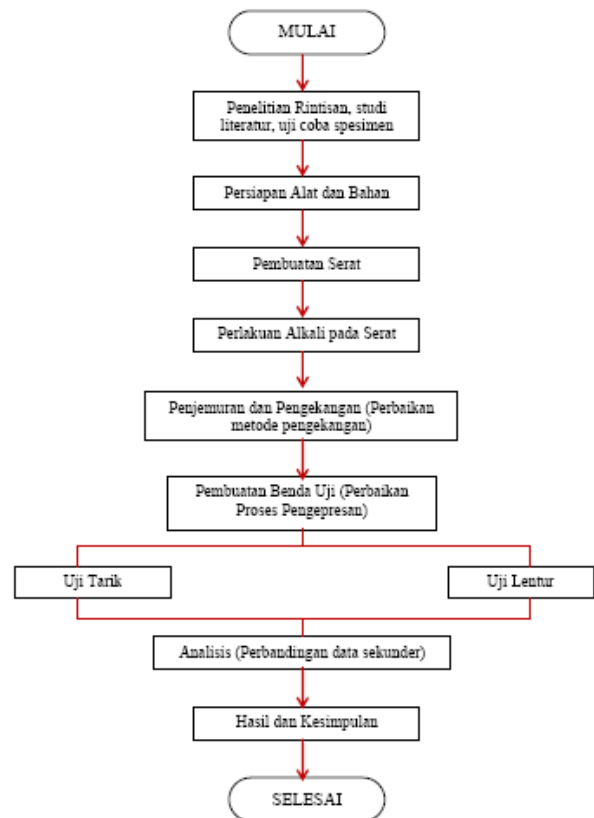 MULAI
Penelitian Rintisan, studi
literatur, uji coba spesimen
Persiapan Alat dan Bahan
Pembuatan Serat
Perlakuan Alkali pada Serat
Penjemuran dan Pengekangan (Perbaikan
metode pengekangan)
Pembuatan Benda Uji (Perbaikan
Proses Pengepresan)
Uji Tarik
Uji Lentur
Analisis (Perbandingan data sekunder)
Hasil dan Kesimpulan
SELESAI